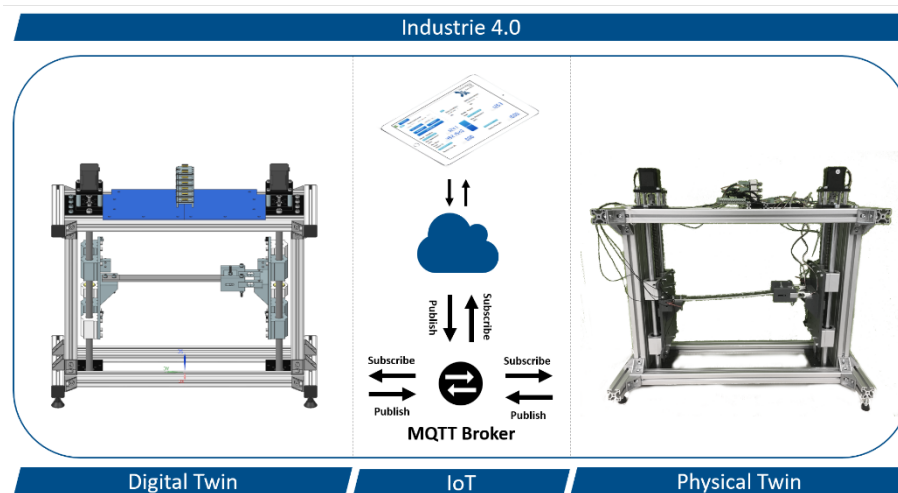 Industrie 4.0
Publish
Subscribe
Subscribe
Subscribe
Publish
Publish
MQTT Broker
Digital Twin
IoT
Physical Twin